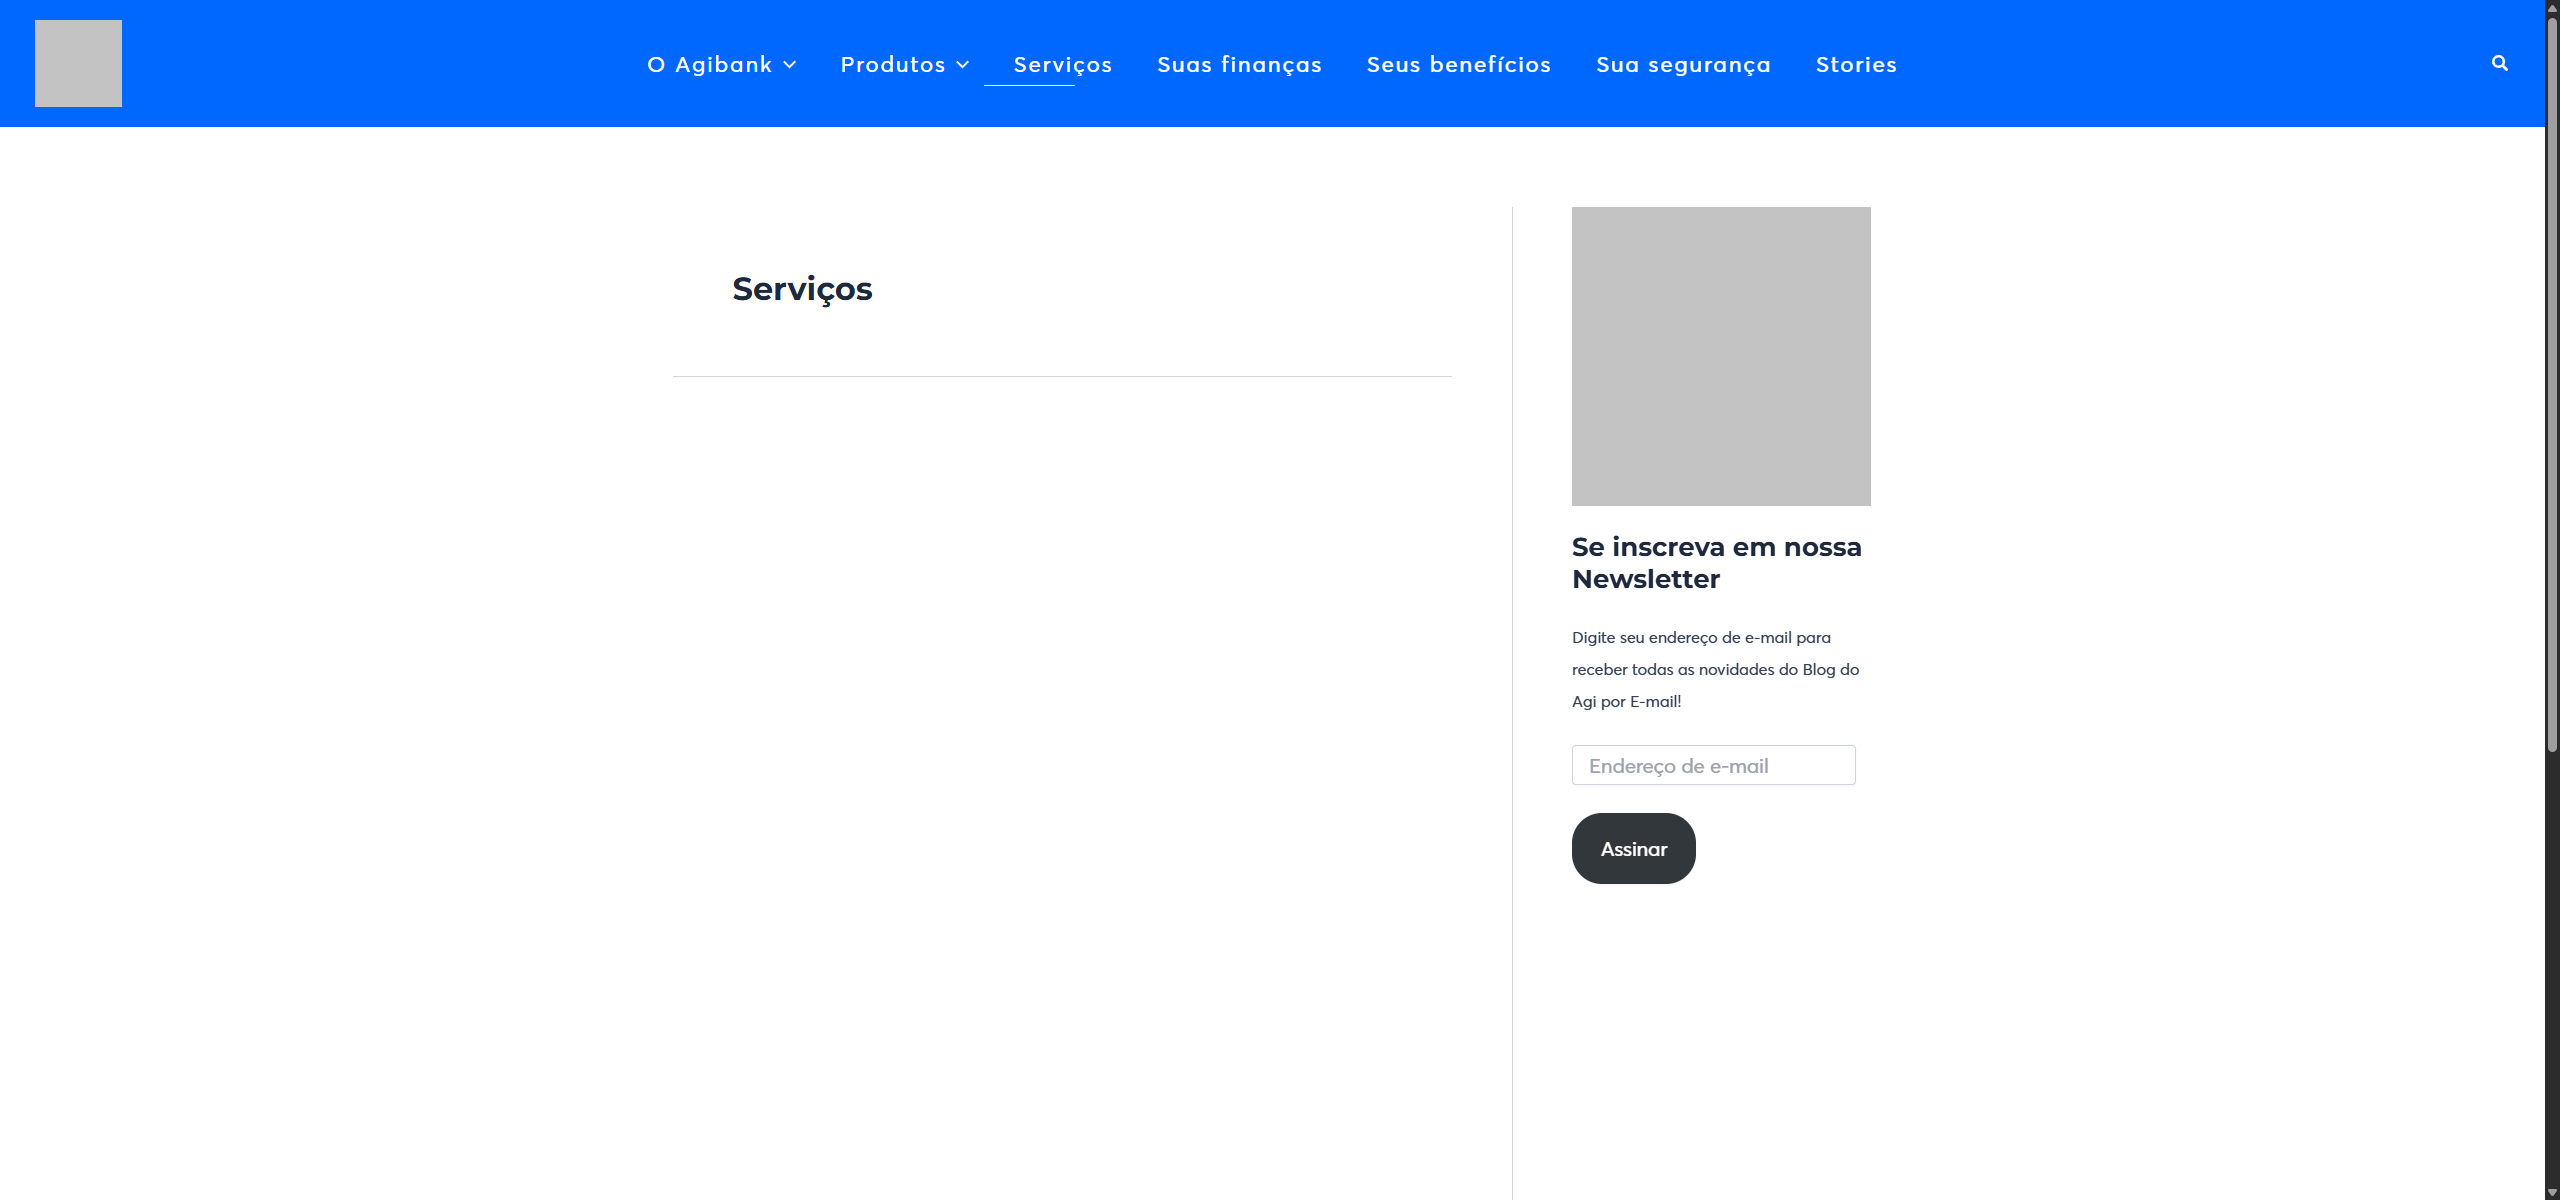 O Agibank
Produtos
Serviços
Suas finanças
Seus benefícios
Sua segurança
Stories
Serviços
Se inscreva em nossa
Newsletter
Digite seu endereço de e-mail para
receber todas as novidades do Blog do
Agi por E-mail!
Endereço de e-mail
Assinar